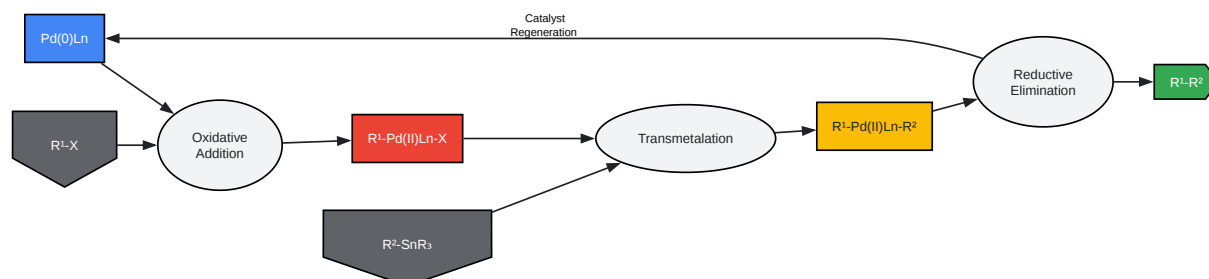 Catalyst
Regeneration
Pd(0)Ln
R¹-X
Oxidative
Addition
R¹-Pd(II)Ln-X
R²-SnR₃
Transmetalation
R¹-Pd(II)Ln-R²
Reductive
Elimination
R¹-R²